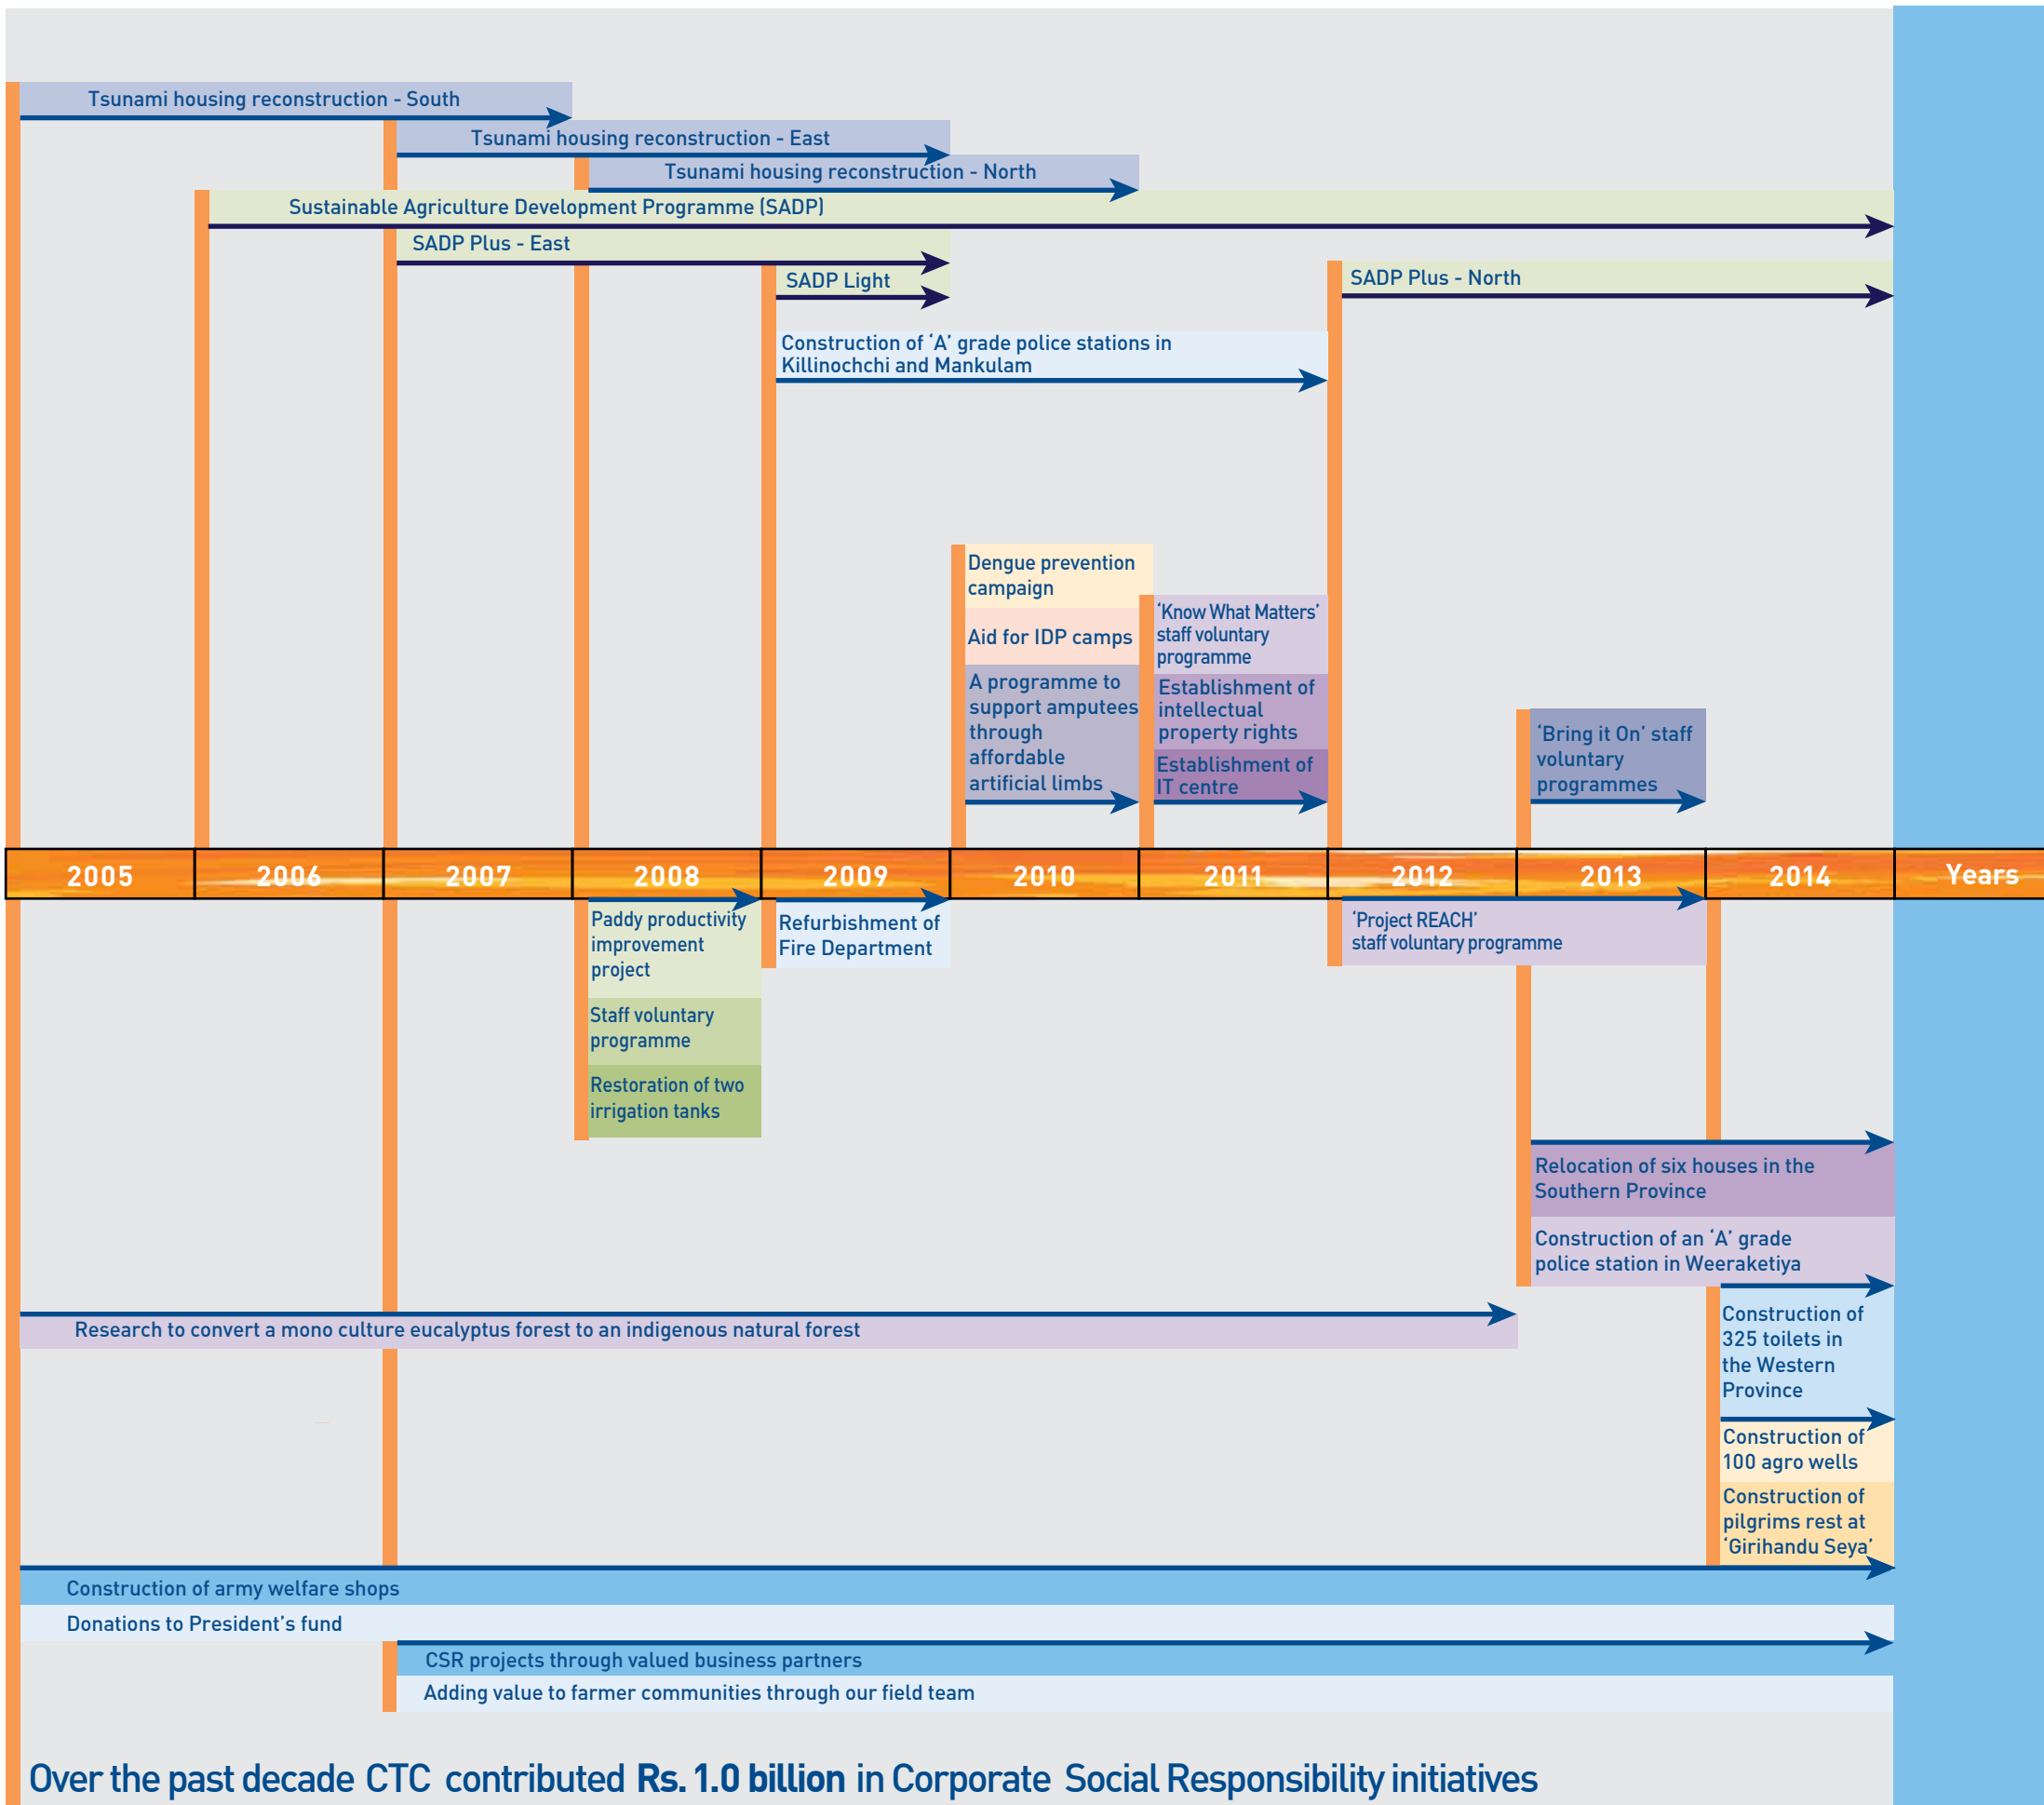 Tsunami housing reconstruction - South
Tsunami housing reconstruction - East
Tsunami housing reconstruction - North
Sustainable Agriculture Development Programme (SADP)
SADP Plus - East
SADP Light
SADP Plus - North
Construction of ‘A’ grade police stations in
Killinochchi and Mankulam
Dengue prevention
campaign
Aid for IDP camps
A programme to
support amputees
through
affordable
artificial limbs
‘Know What Matters’
staff voluntary
programme
Establishment of
intellectual
property rights
Establishment of
IT centre
‘Bring it On’ staff
voluntary
programmes
2005 2006 2007 2008 2009 2010 2011 2012 2013 2014 Years
Paddy productivity
improvement
project
Staff voluntary
programme
Restoration of two
irrigation tanks
Refurbishment of
Fire Department
‘Project REACH’
staff voluntary programme
Relocation of six houses in the
Southern Province
Construction of an ‘A’ grade
police station in Weeraketiya
Research to convert a mono culture eucalyptus forest to an indigenous natural forest
Construction of
325 toilets in
the Western
Province
Construction of
100 agro wells
Construction of
pilgrims rest at
‘Girihandu Seya’
Construction of army welfare shops
Donations to President’s fund
CSR projects through valued business partners
Adding value to farmer communities through our field team
Over the past decade CTC contributed Rs. 1.0 billion in Corporate Social Responsibility initiatives